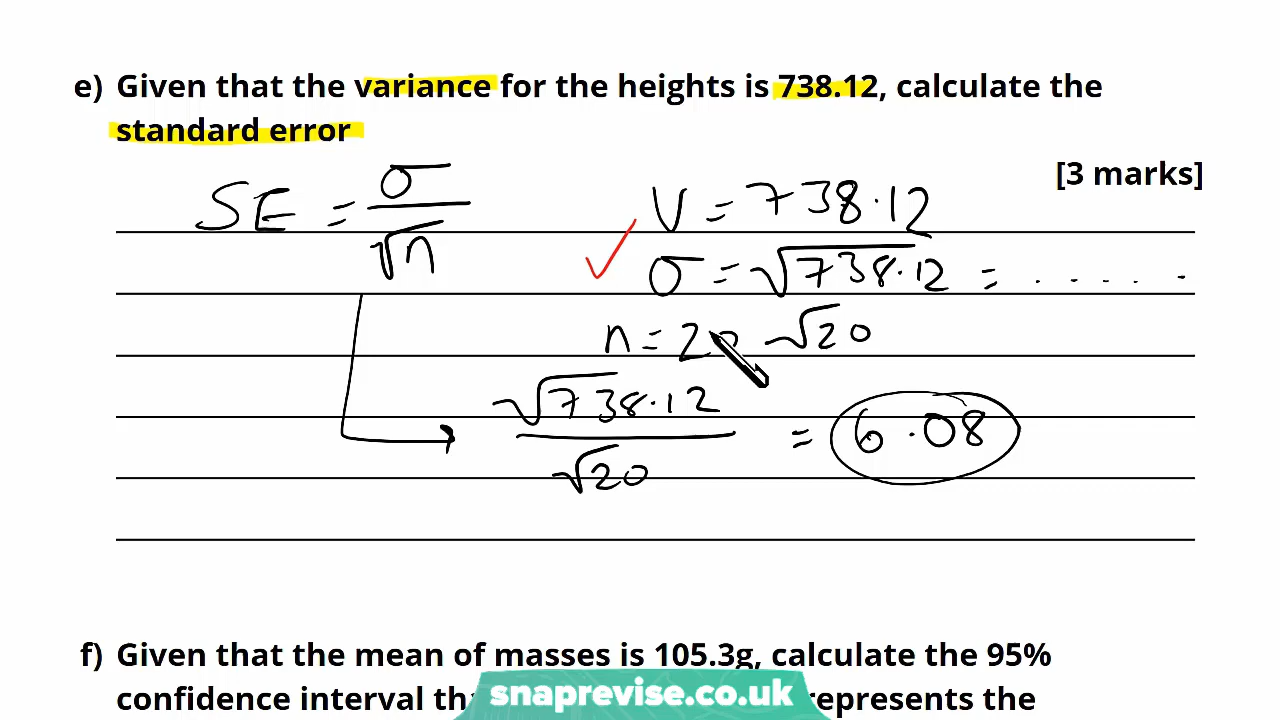 e) Given that the variance for the heights is 738.12, calculate the
standard error
[3 marks]
SE = σ/√n
V = 738.12
σ = √738.12 = . . . . .
n = 20 √20
√738.12/√20 = 6.08
f) Given that the mean of masses is 105.3g, calculate the 95%
confidence interval represents the
snaprevise.co.uk